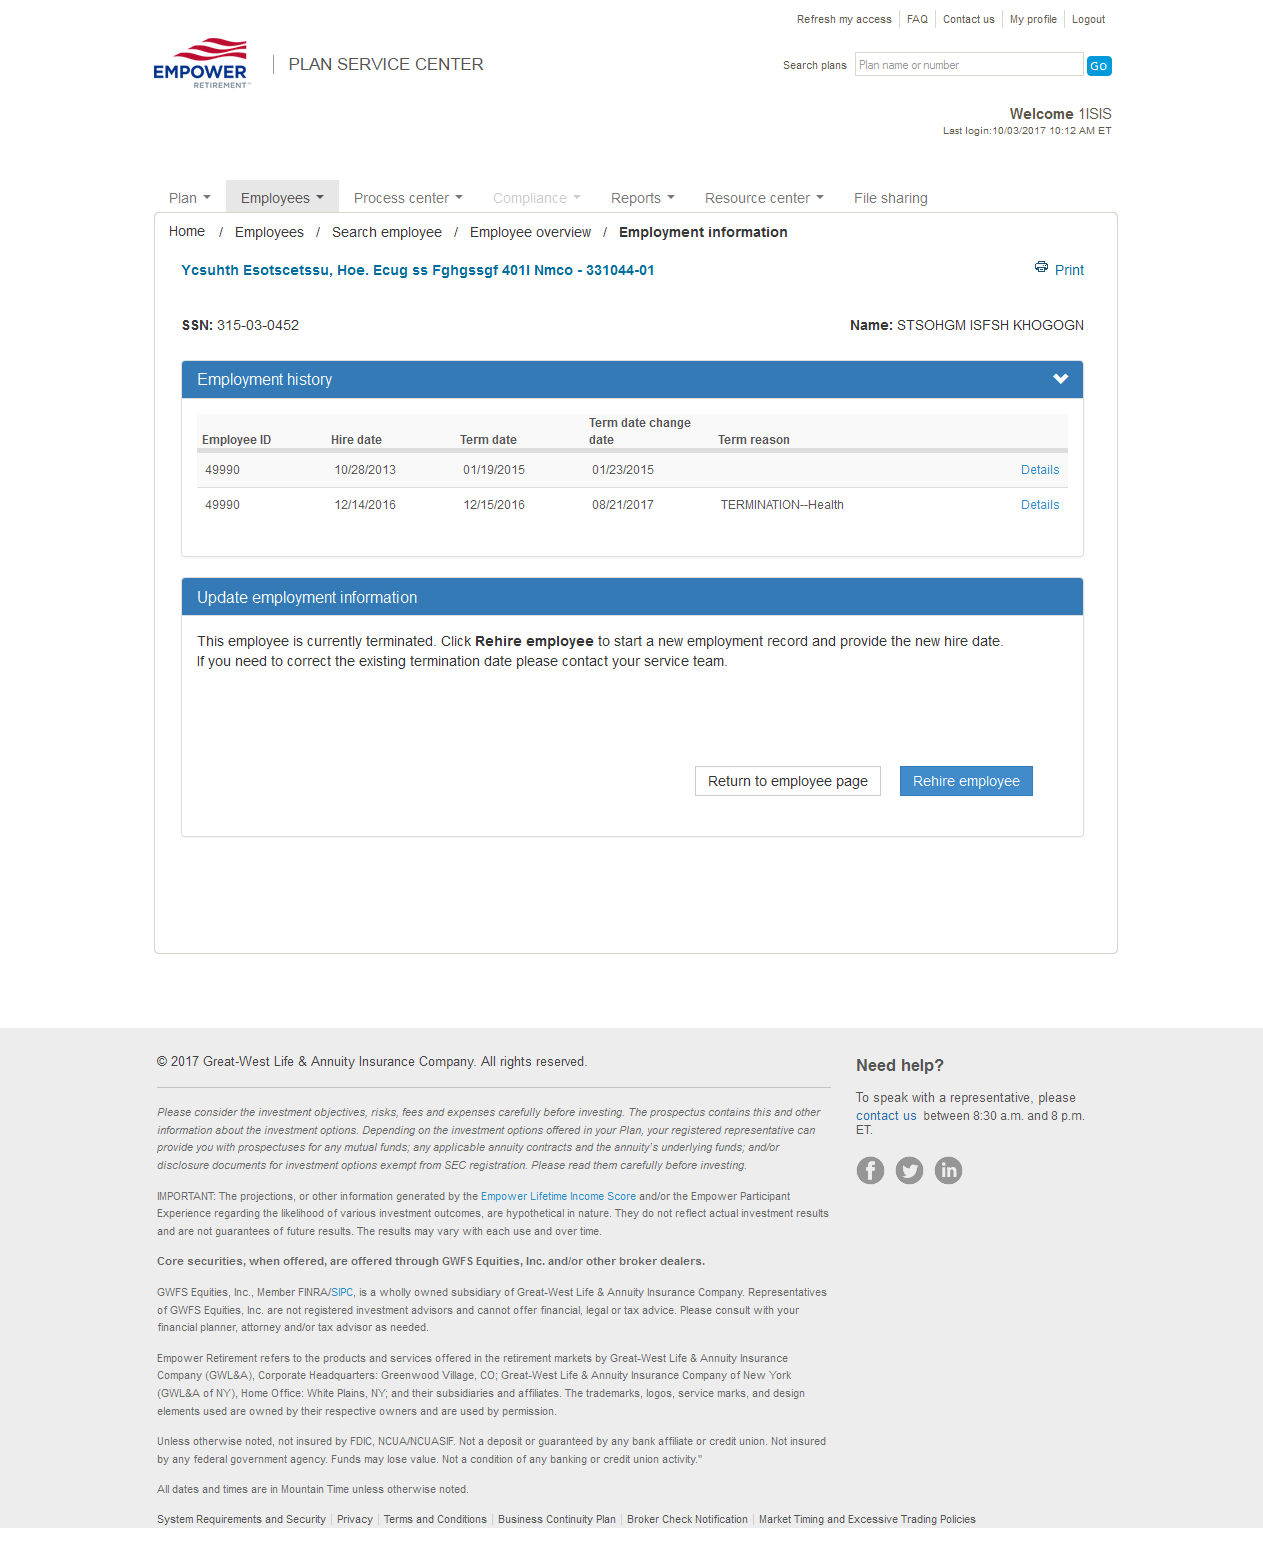 Refresh my access FAQ Contact us My profile Logout
EMPOWER
RETIREMENT™
PLAN SERVICE CENTER
Search plans Plan name or number Go
Welcome 1ISIS
Last login:10/03/2017 10:12 AM ET
Plan Employees Process center Compliance Reports Resource center File sharing
Home / Employees / Search employee / Employee overview / Employment information
Ycsuhth Esotscetssu, Hoe. Ecug ss Fghgssgf 401l Nmco - 331044-01
Print
SSN: 315-03-0452
Name: STSOHGM ISFSH KHOGOGN
Employment history
Employee ID Hire date Term date Term date change date Term reason
49990 10/28/2013 01/19/2015 01/23/2015 Details
49990 12/14/2016 12/15/2016 08/21/2017 TERMINATION--Health Details
Update employment information
This employee is currently terminated. Click Rehire employee to start a new employment record and provide the new hire date.
If you need to correct the existing termination date please contact your service team.
Return to employee page Rehire employee
© 2017 Great-West Life & Annuity Insurance Company. All rights reserved.
Please consider the investment objectives, risks, fees and expenses carefully before investing. The prospectus contains this and other
information about the investment options. Depending on the investment options offered in your Plan, your registered representative can
provide you with prospectuses for any mutual funds; any applicable annuity contracts and the annuity's underlying funds; and/or
disclosure documents for investment options exempt from SEC registration. Please read them carefully before investing.
IMPORTANT: The projections, or other information generated by the Empower Lifetime Income Score and/or the Empower Participant
Experience regarding the likelihood of various investment outcomes, are hypothetical in nature. They do not reflect actual investment results
and are not guarantees of future results. The results may vary with each use and over time.
Core securities, when offered, are offered through GWFS Equities, Inc. and/or other broker dealers.
GWFS Equities, Inc., Member FINRA/SIPC, is a wholly owned subsidiary of Great-West Life & Annuity Insurance Company. Representatives
of GWFS Equities, Inc. are not registered investment advisors and cannot offer financial, legal or tax advice. Please consult with your
financial planner, attorney and/or tax advisor as needed.
Empower Retirement refers to the products and services offered in the retirement markets by Great-West Life & Annuity Insurance
Company (GWL&A), Corporate Headquarters: Greenwood Village, CO; Great-West Life & Annuity Insurance Company of New York
(GWL&A of NY), Home Office: White Plains, NY; and their subsidiaries and affiliates. The trademarks, logos, service marks, and design
elements used are owned by their respective owners and are used by permission.
Unless otherwise noted, not insured by FDIC, NCUA/NCUASIF. Not a deposit or guaranteed by any bank affiliate or credit union. Not insured
by any federal government agency. Funds may lose value. Not a condition of any banking or credit union activity."
All dates and times are in Mountain Time unless otherwise noted.
System Requirements and Security Privacy Terms and Conditions Business Continuity Plan Broker Check Notification Market Timing and Excessive Trading Policies
Need help?
To speak with a representative, please
contact us between 8:30 a.m. and 8 p.m.
ET.